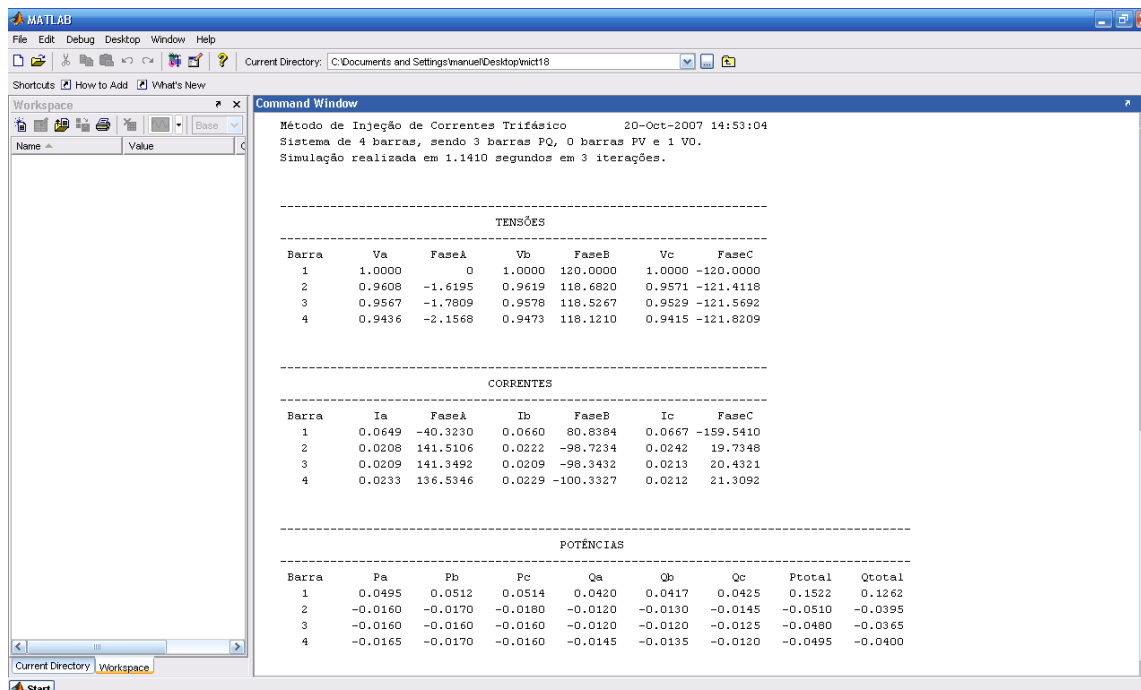 MATLAB
File Edit Debug Desktop Window Help
Current Directory: C:\Documents and Settings\manuel\Desktop\mict18
Shortcuts How to Add What's New
Workspace
Base
Name Value
Command Window
Método de Injeção de Correntes Trifásico 20-Oct-2007 14:53:04
Sistema de 4 barras, sendo 3 barras PQ, 0 barras PV e 1 V0.
Simulação realizada em 1.1410 segundos em 3 iterações.
TENSÕES
Barra Va FaseA Vb FaseB Vc FaseC
1 1.0000 0 1.0000 120.0000 1.0000 -120.0000
2 0.9608 -1.6195 0.9619 118.6820 0.9571 -121.4118
3 0.9567 -1.7809 0.9578 118.5267 0.9529 -121.5692
4 0.9436 -2.1568 0.9473 118.1210 0.9415 -121.8209
CORRENTES
Barra Ia FaseA Ib FaseB Ic FaseC
1 0.0649 -40.3230 0.0660 80.8384 0.0667 -159.5410
2 0.0208 141.5106 0.0222 -98.7234 0.0242 19.7348
3 0.0209 141.3492 0.0209 -98.3432 0.0213 20.4321
4 0.0233 136.5346 0.0229 -100.3327 0.0212 21.3092
POTÊNCIAS
Barra Pa Pb Pc Qa Qb Qc Ptotal Qtotal
1 0.0495 0.0512 0.0514 0.0420 0.0417 0.0425 0.1522 0.1262
2 -0.0160 -0.0170 -0.0180 -0.0120 -0.0130 -0.0145 -0.0510 -0.0395
3 -0.0160 -0.0160 -0.0160 -0.0120 -0.0120 -0.0125 -0.0480 -0.0365
4 -0.0165 -0.0170 -0.0160 -0.0145 -0.0135 -0.0120 -0.0495 -0.0400
Current Directory Workspace
Start